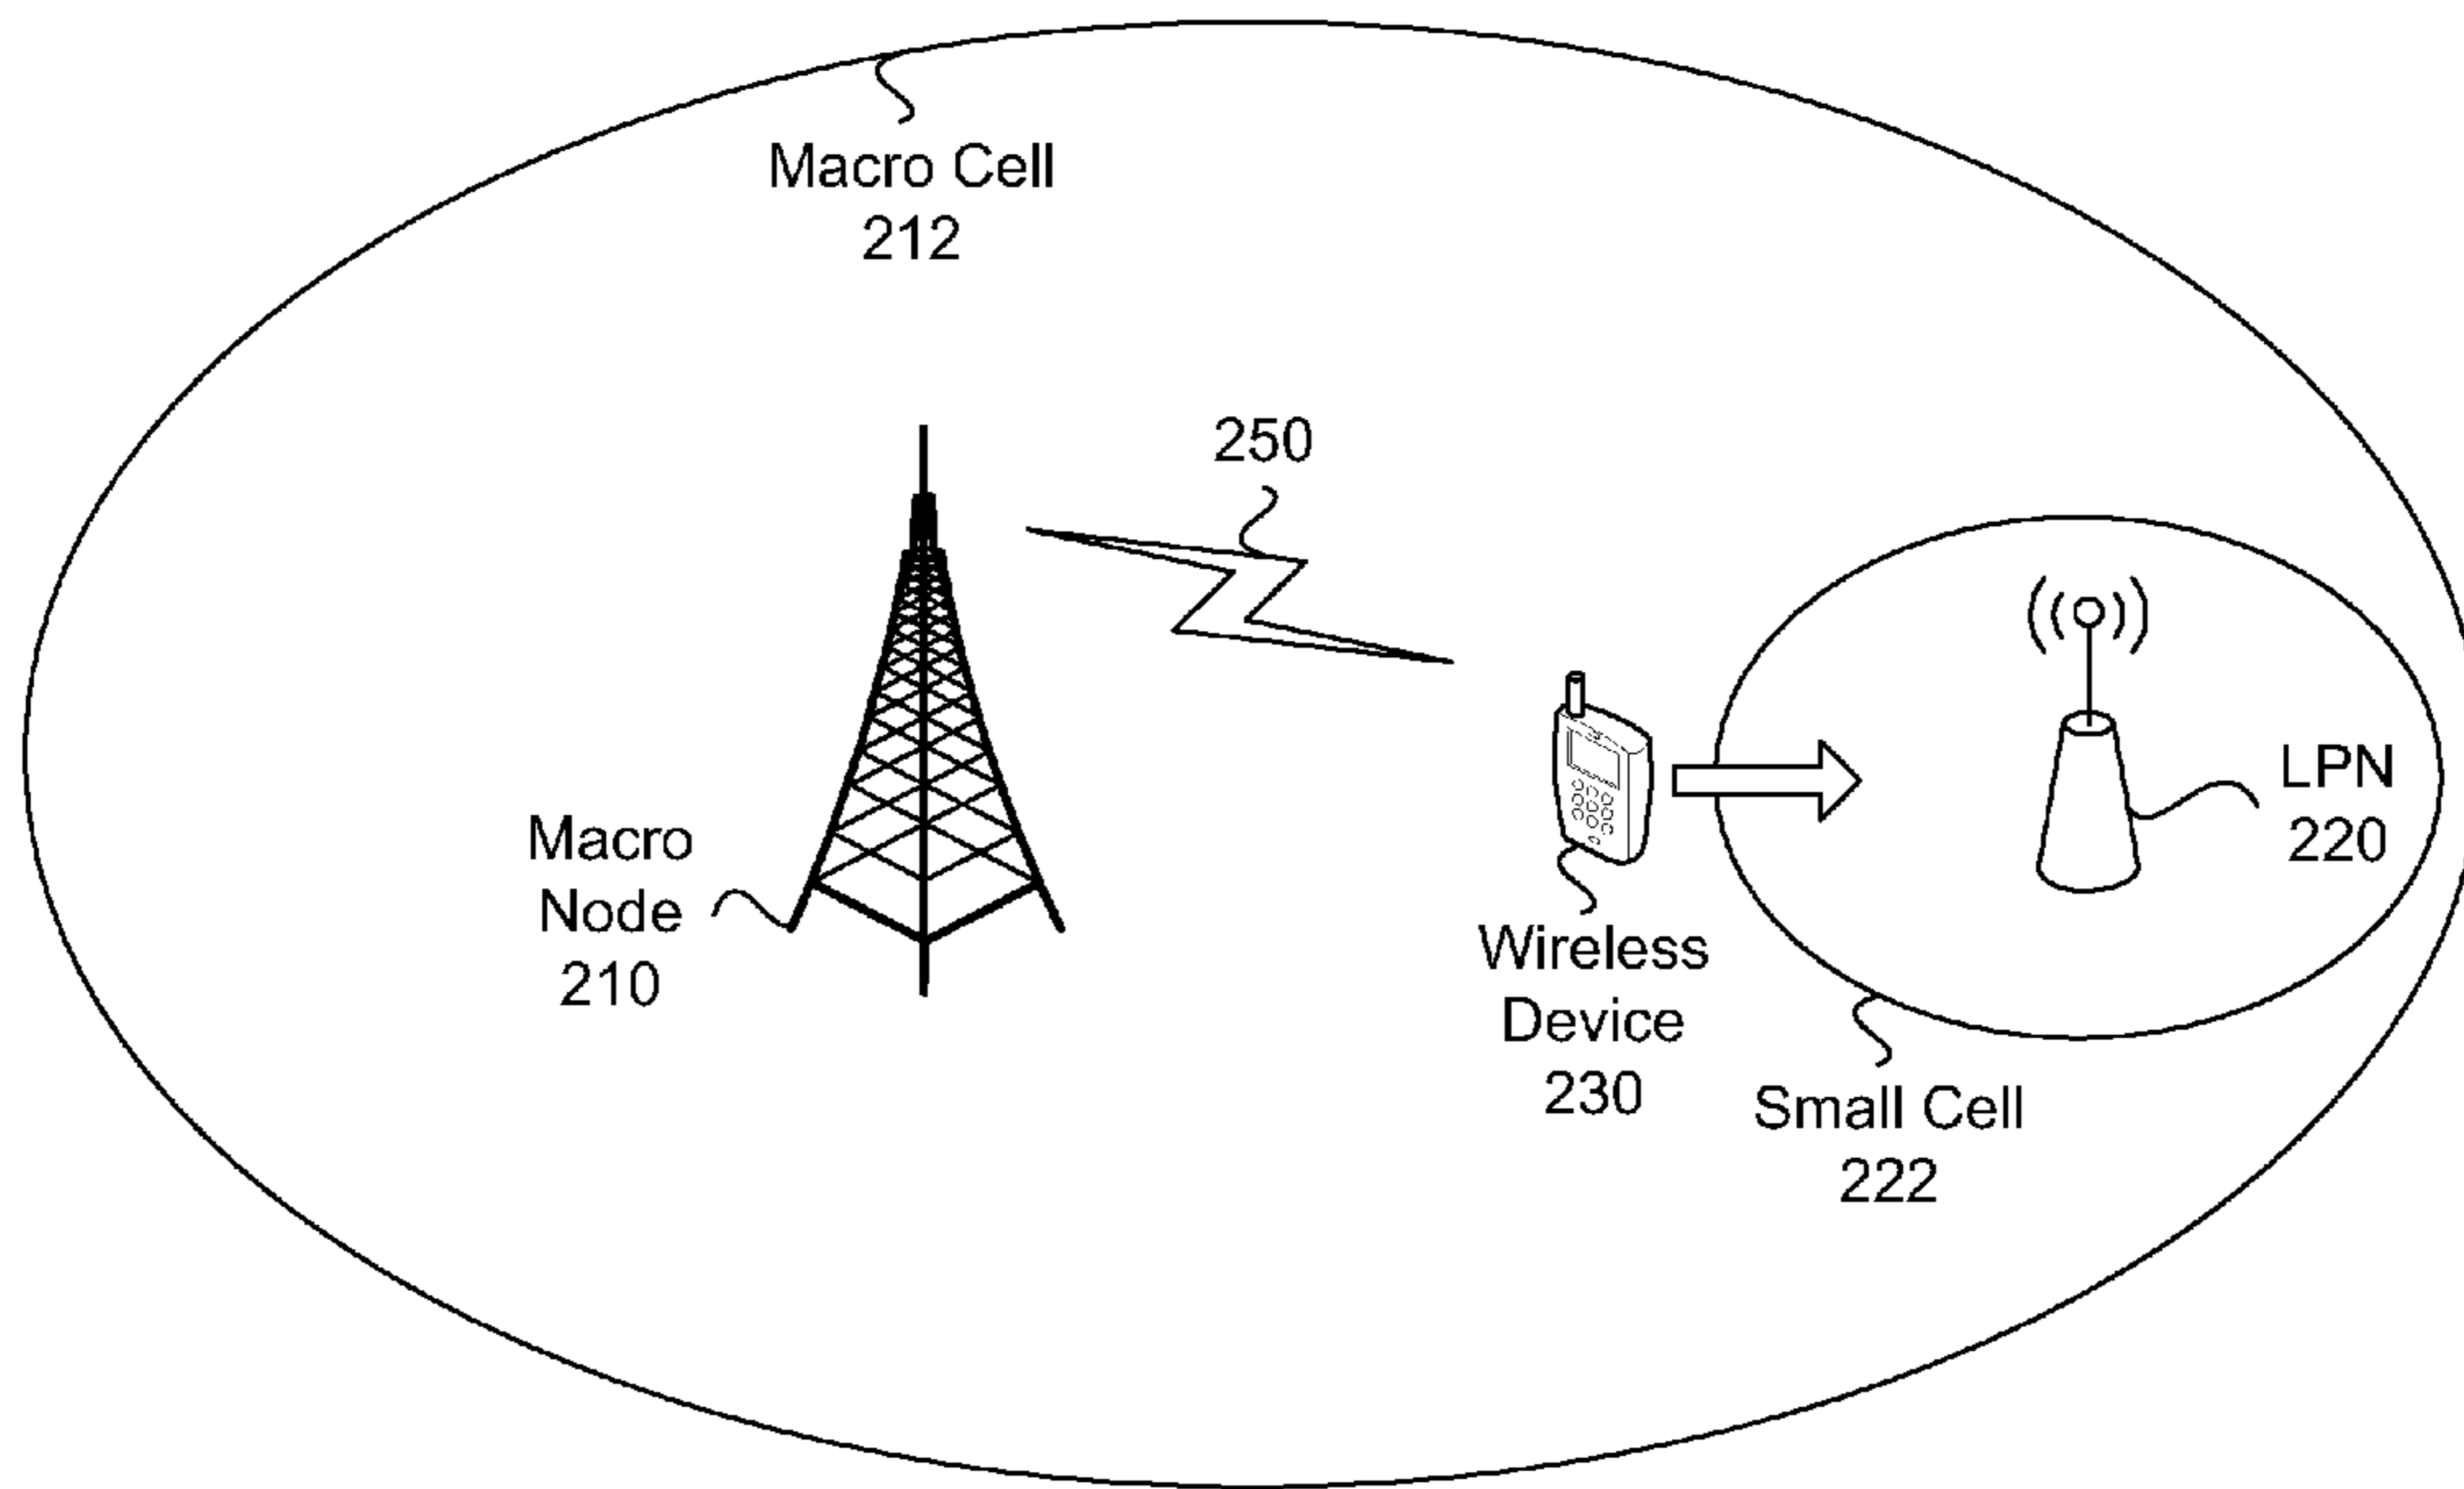 Macro Cell
212
250
LPN
220
Macro
Node
210
Wireless
Device
230
Small Cell
222